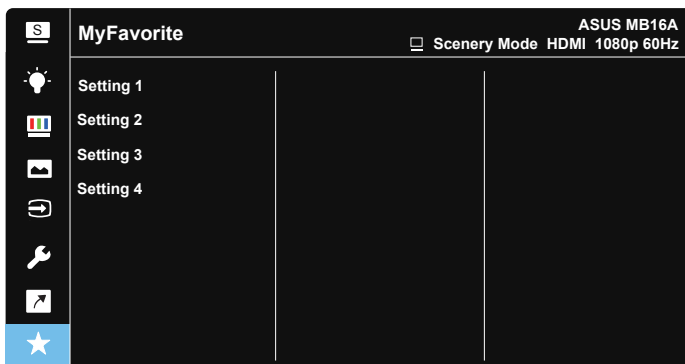 S
MyFavorite
ASUS MB16A
Scenery Mode HDMI 1080p 60Hz
Setting 1
Setting 2
Setting 3
Setting 4